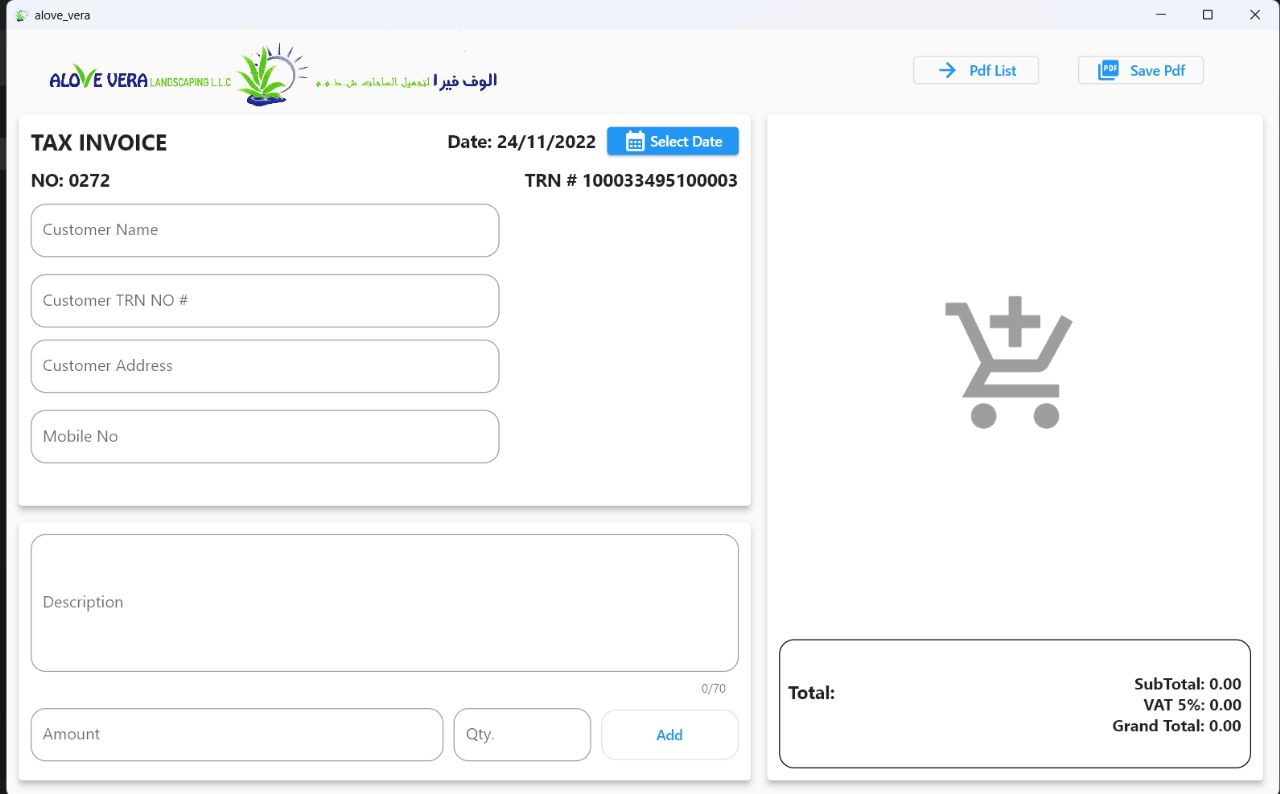 alove_vera
ALOVE VERA LANDSCAPING L.L.C الوف فيرا لتجميل الساحات ش.ذ.م.م
Pdf List
PDF Save Pdf
TAX INVOICE
Date: 24/11/2022
Select Date
NO: 0272
TRN # 100033495100003
Customer Name
Customer TRN NO #
Customer Address
Mobile No
Description
0/70
Amount
Qty.
Add
Total:
SubTotal: 0.00
VAT 5%: 0.00
Grand Total: 0.00